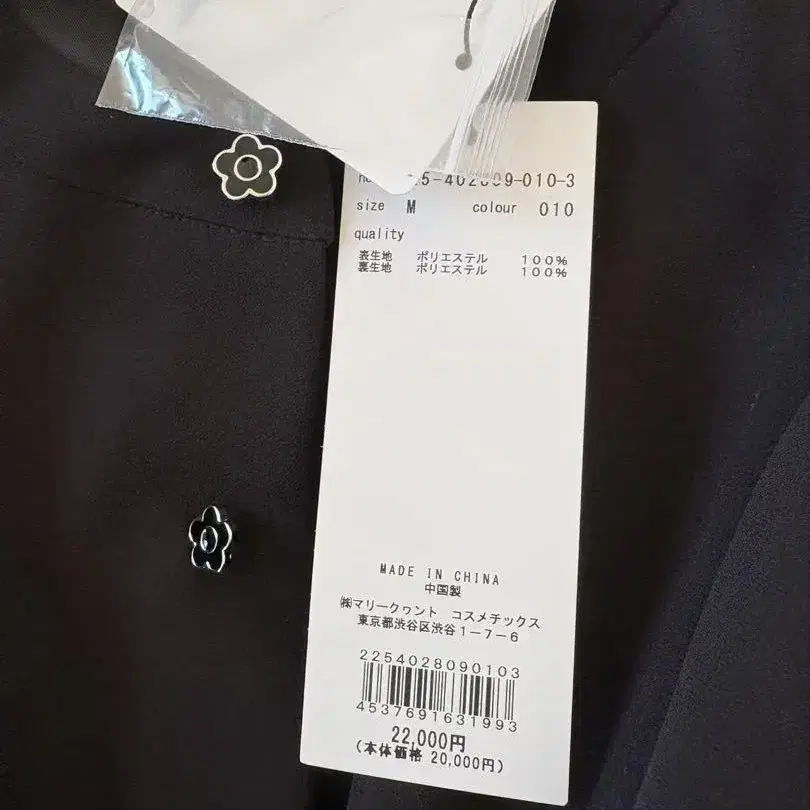 5-402809-010-3
size M colour 010
quality
表生地 ポリエステル 100%
裏生地 ポリエステル 100%
MADE IN CHINA
中国製
㈱マリークヮント コスメチックス
東京都渋谷区渋谷1-7-6
2254028090103
4537691631993
22,000円
(本体価格 20,000円)